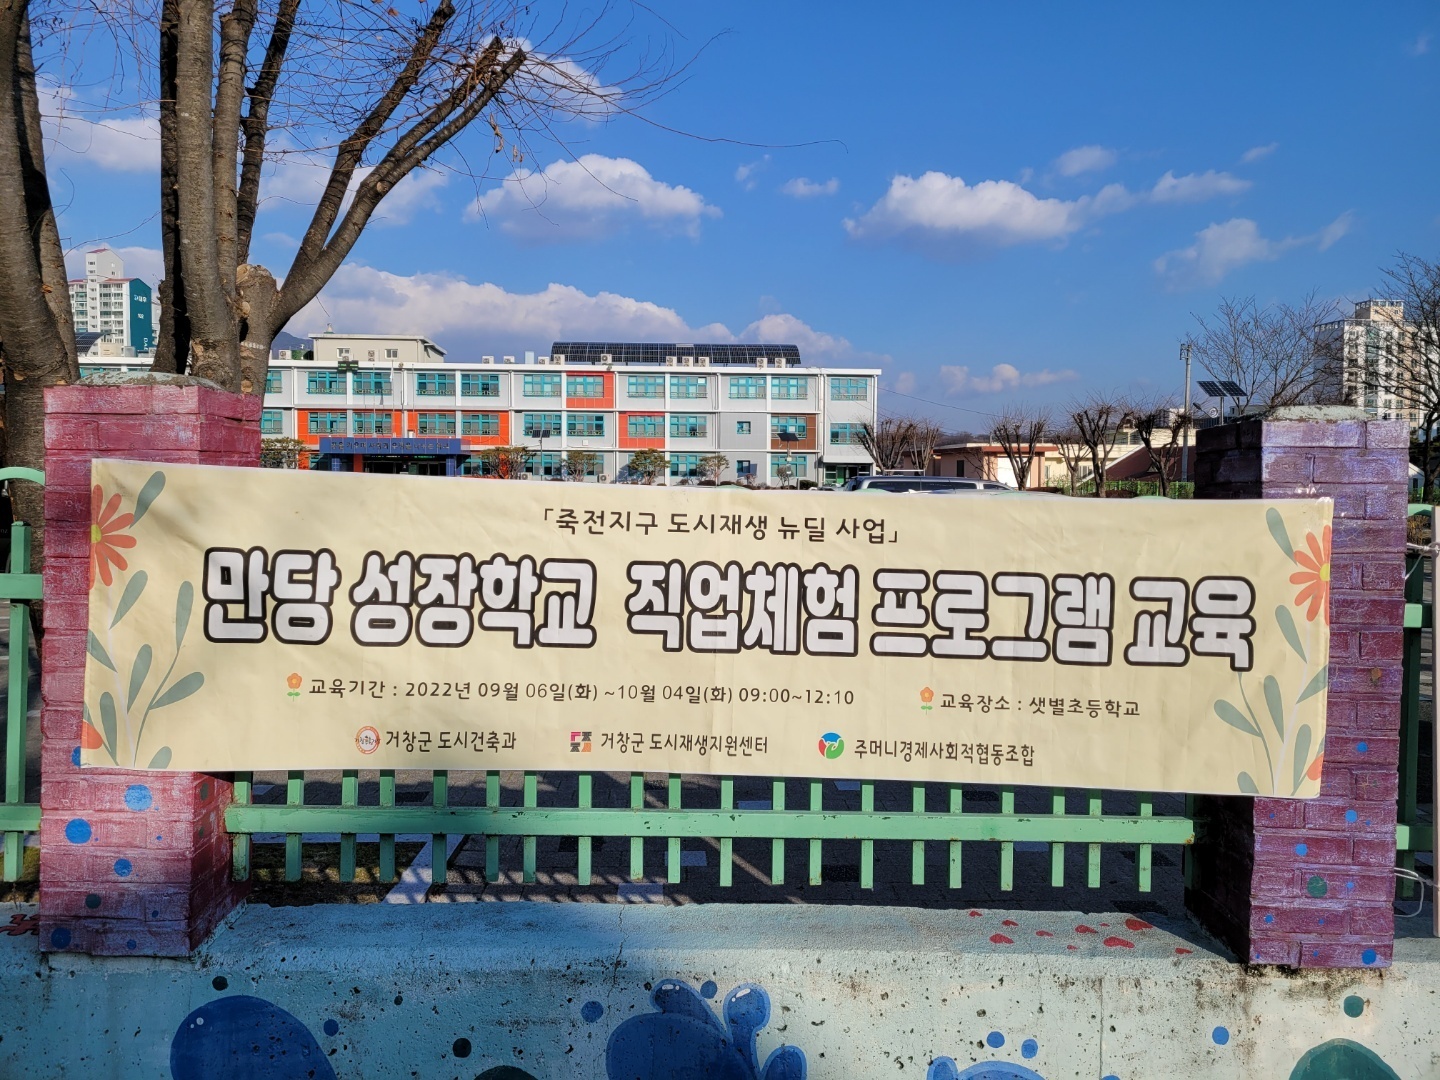 「죽전지구 도시재생 뉴딜 사업」
만당 성장학교 직업체험 프로그램 교육
교육기간 : 2022년 09월 06일(화) ~10월 04일(화) 09:00~12:10
교육장소 : 샛별초등학교
거창군 도시건축과
거창군 도시재생지원센터
주머니경제사회적협동조합